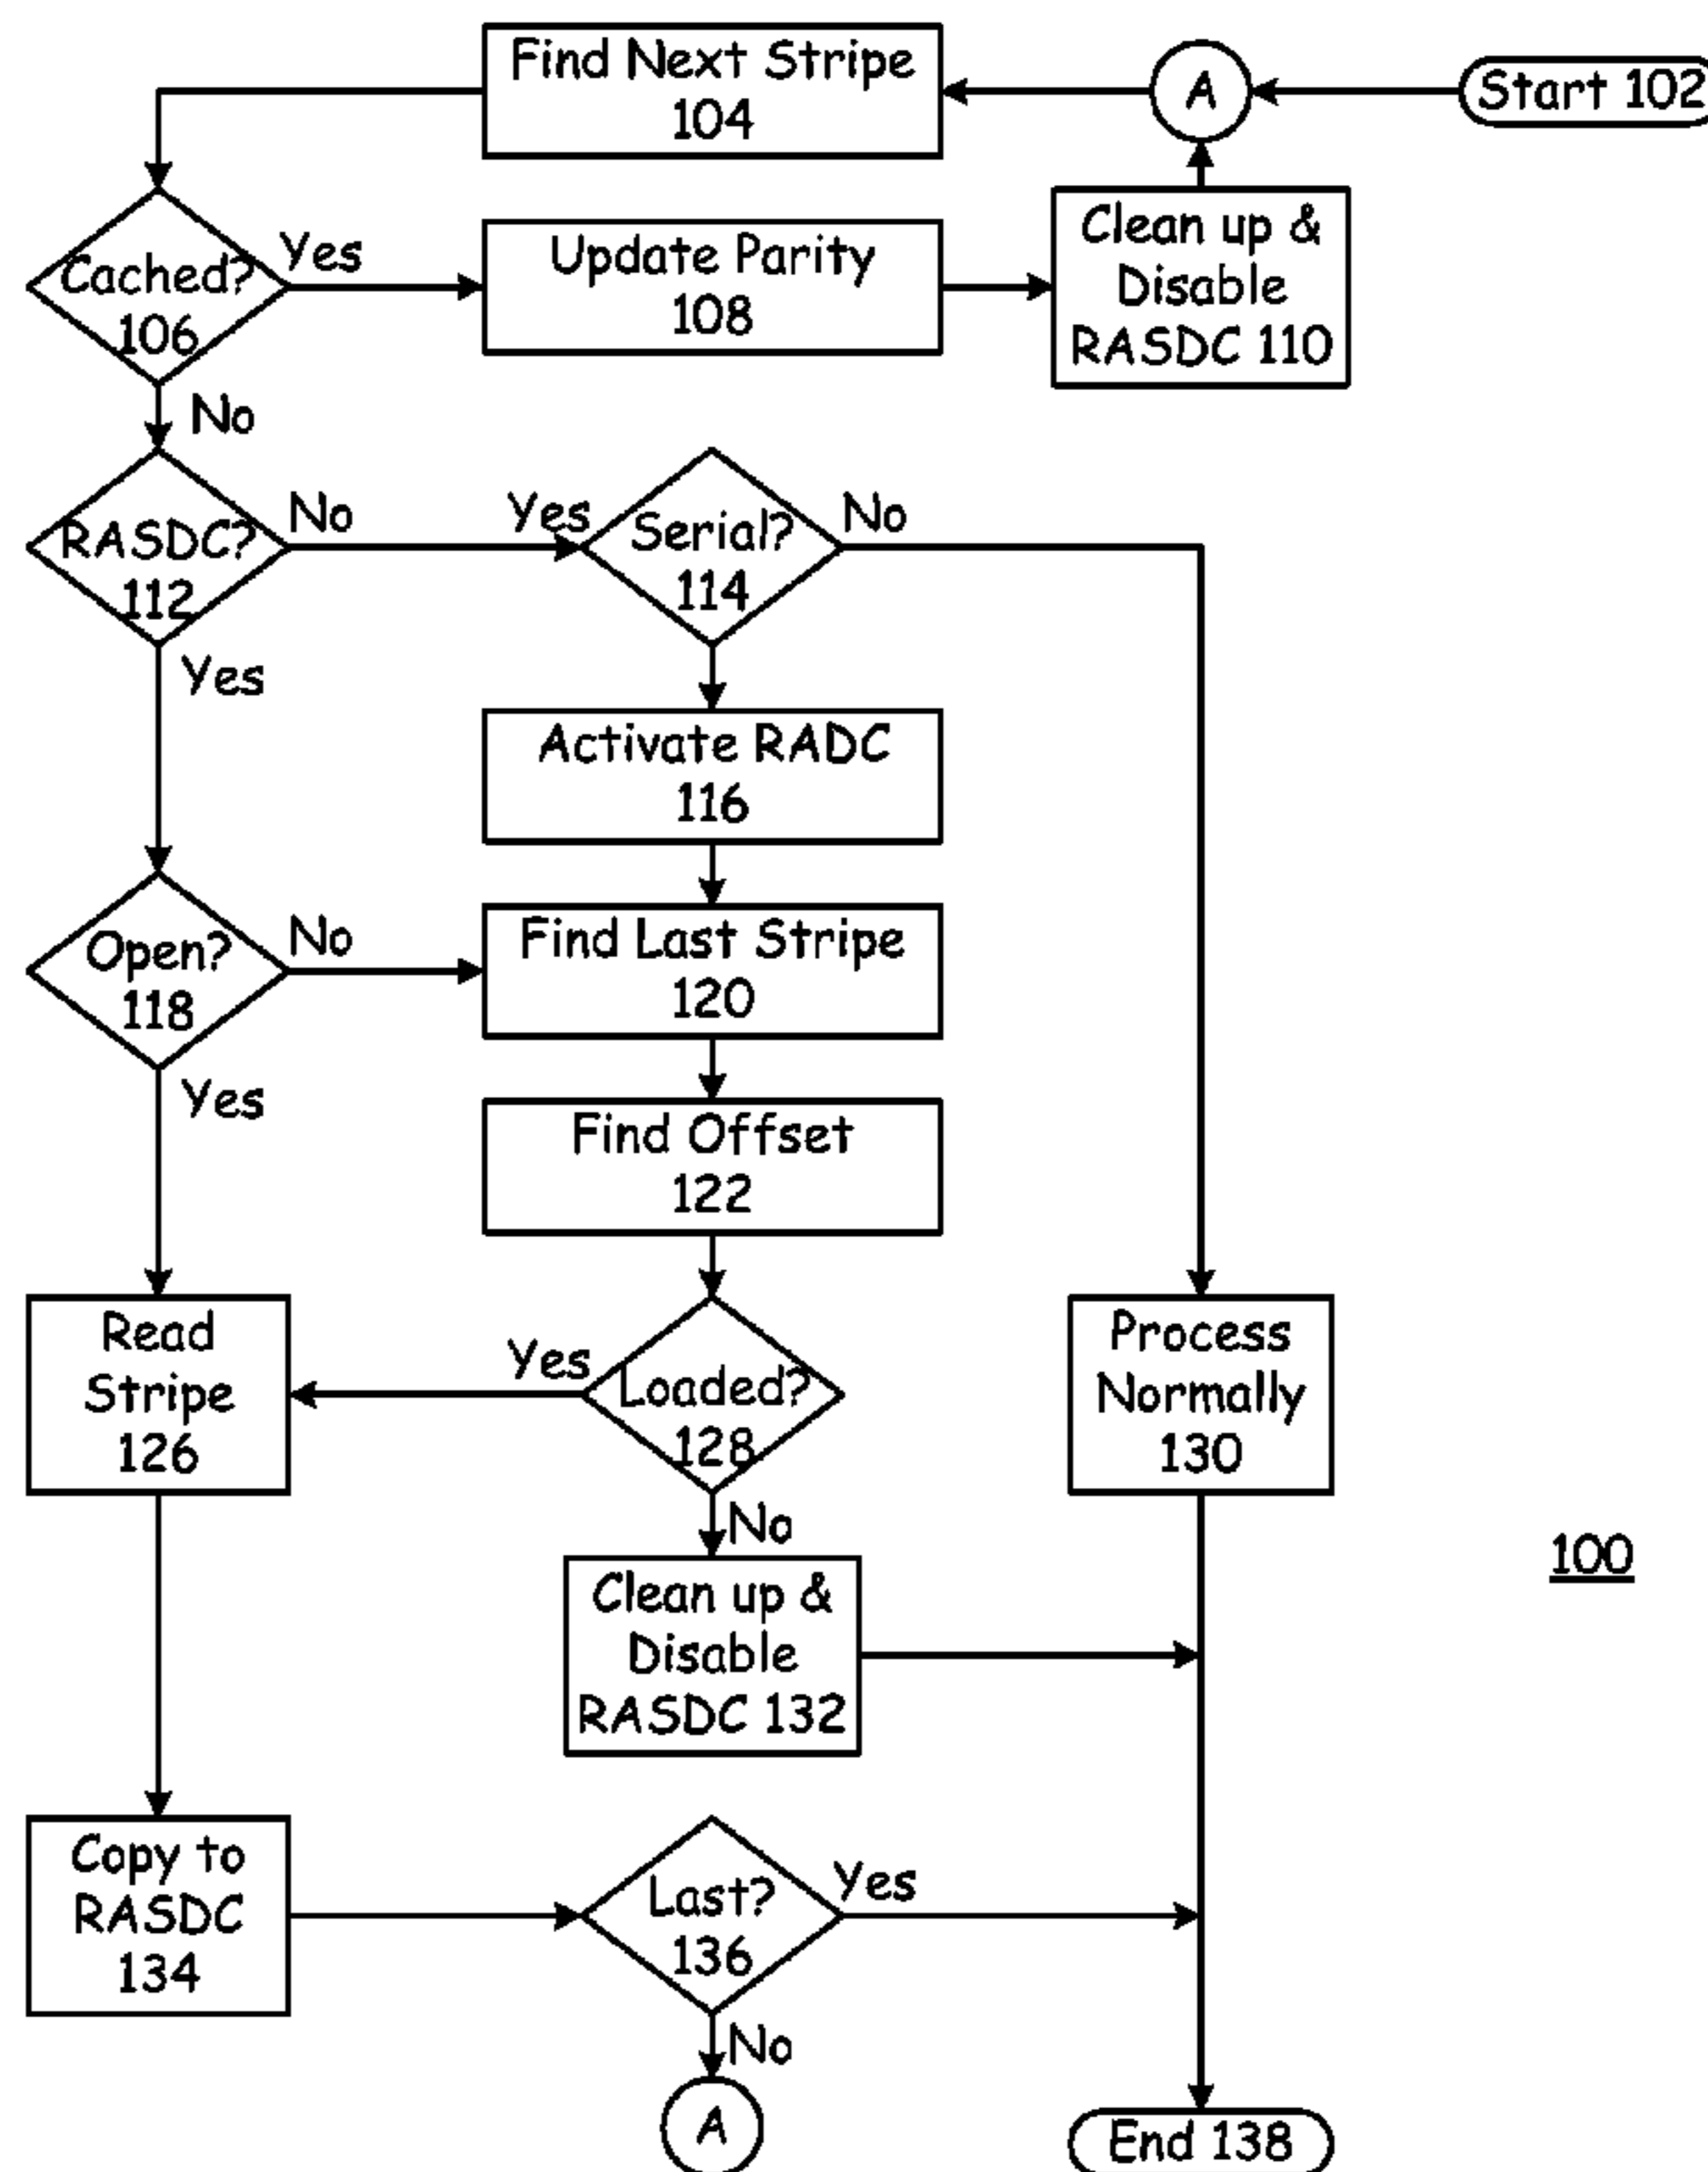 Find Next Stripe
104
A
Start 102
Cached?
106
Yes
Update Parity
108
Clean up &
Disable
RASDC 110
No
RASDC?
112
No
Yes
Serial?
114
No
Yes
Activate RADC
116
Open?
118
No
Find Last Stripe
120
Yes
Find Offset
122
Read
Stripe
126
Yes
Loaded?
128
Process
Normally
130
No
Clean up &
Disable
RASDC 132
100
Copy to
RASDC
134
Last?
136
Yes
No
A
End 138